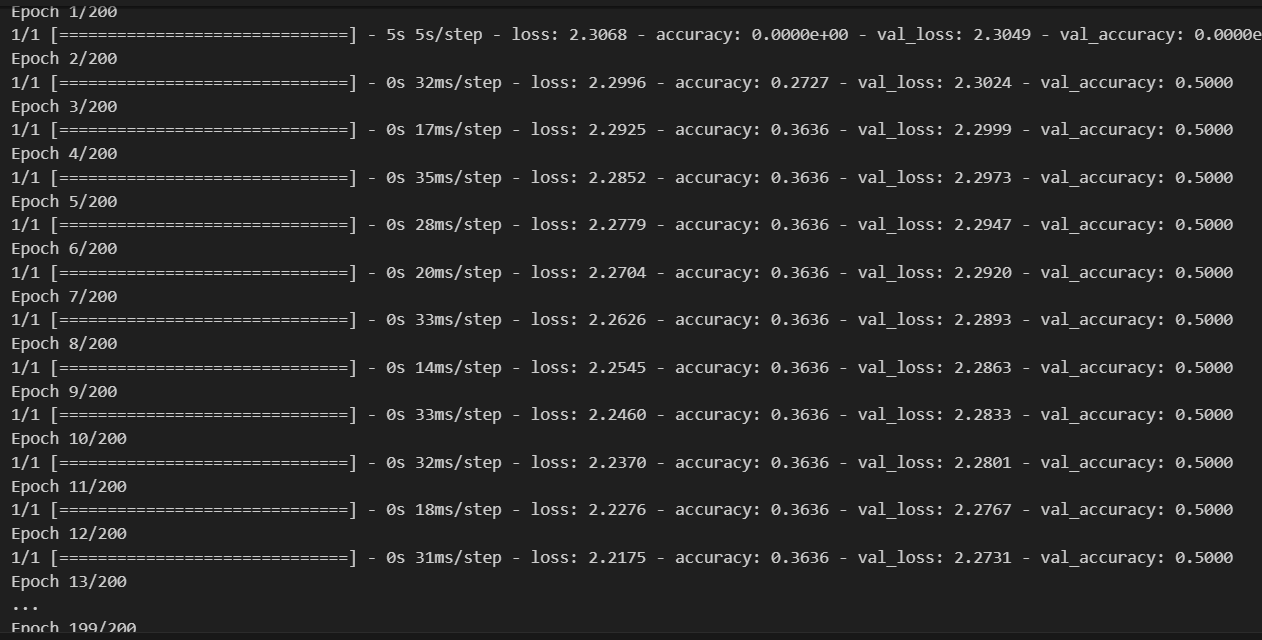 Epoch 1/200
1/1 [==============================] - 5s 5s/step - loss: 2.3068 - accuracy: 0.0000e+00 - val_loss: 2.3049 - val_accuracy: 0.0000e
Epoch 2/200
1/1 [==============================] - 0s 32ms/step - loss: 2.2996 - accuracy: 0.2727 - val_loss: 2.3024 - val_accuracy: 0.5000
Epoch 3/200
1/1 [==============================] - 0s 17ms/step - loss: 2.2925 - accuracy: 0.3636 - val_loss: 2.2999 - val_accuracy: 0.5000
Epoch 4/200
1/1 [==============================] - 0s 35ms/step - loss: 2.2852 - accuracy: 0.3636 - val_loss: 2.2973 - val_accuracy: 0.5000
Epoch 5/200
1/1 [==============================] - 0s 28ms/step - loss: 2.2779 - accuracy: 0.3636 - val_loss: 2.2947 - val_accuracy: 0.5000
Epoch 6/200
1/1 [==============================] - 0s 20ms/step - loss: 2.2704 - accuracy: 0.3636 - val_loss: 2.2920 - val_accuracy: 0.5000
Epoch 7/200
1/1 [==============================] - 0s 33ms/step - loss: 2.2626 - accuracy: 0.3636 - val_loss: 2.2893 - val_accuracy: 0.5000
Epoch 8/200
1/1 [==============================] - 0s 14ms/step - loss: 2.2545 - accuracy: 0.3636 - val_loss: 2.2863 - val_accuracy: 0.5000
Epoch 9/200
1/1 [==============================] - 0s 33ms/step - loss: 2.2460 - accuracy: 0.3636 - val_loss: 2.2833 - val_accuracy: 0.5000
Epoch 10/200
1/1 [==============================] - 0s 32ms/step - loss: 2.2370 - accuracy: 0.3636 - val_loss: 2.2801 - val_accuracy: 0.5000
Epoch 11/200
1/1 [==============================] - 0s 18ms/step - loss: 2.2276 - accuracy: 0.3636 - val_loss: 2.2767 - val_accuracy: 0.5000
Epoch 12/200
1/1 [==============================] - 0s 31ms/step - loss: 2.2175 - accuracy: 0.3636 - val_loss: 2.2731 - val_accuracy: 0.5000
Epoch 13/200
...
Epoch 199/200